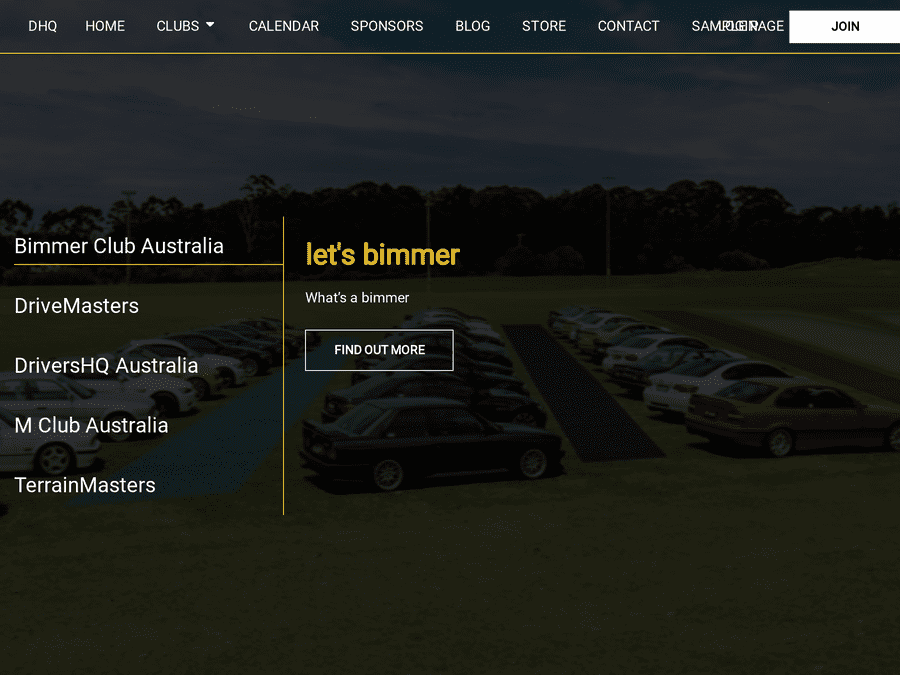 DHQ HOME CLUBS CALENDAR SPONSORS BLOG STORE CONTACT SAMPLE PAGE LOGIN JOIN
Bimmer Club Australia
DriveMasters
DriversHQ Australia
M Club Australia
TerrainMasters
let's bimmer
What's a bimmer
FIND OUT MORE